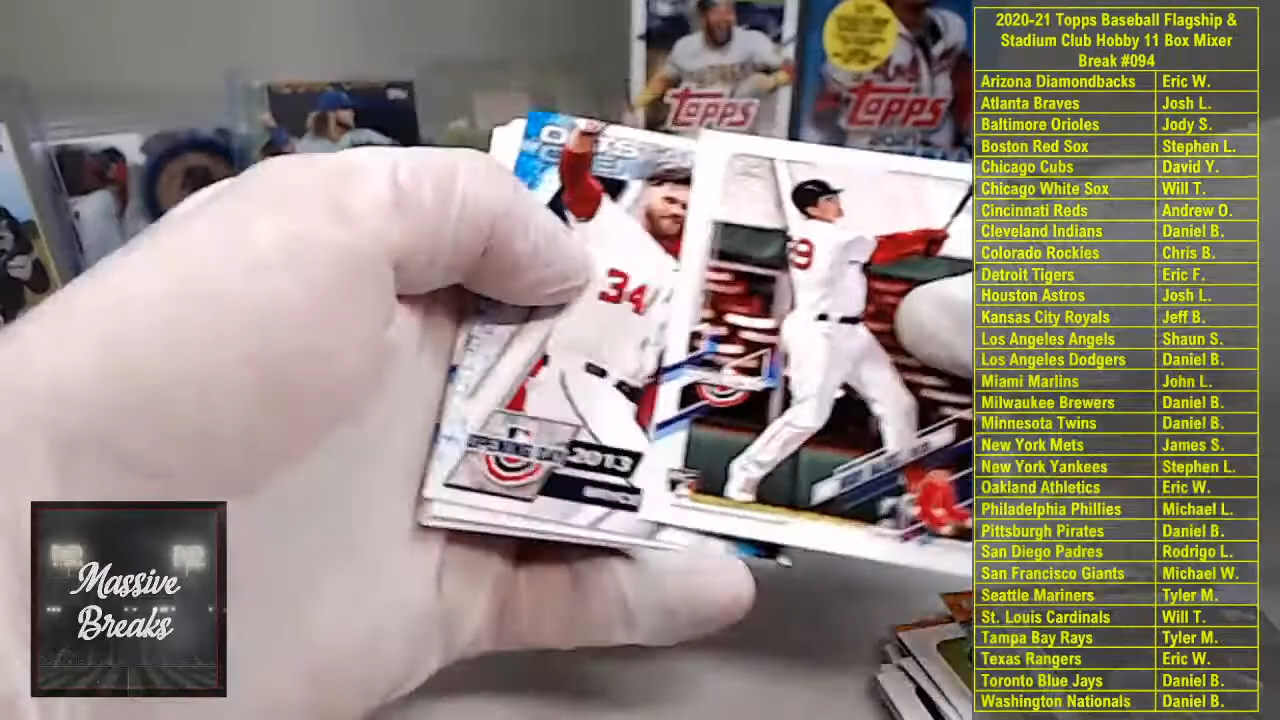 2020-21 Topps Baseball Flagship &
Stadium Club Hobby 11 Box Mixer
Break #094
Arizona Diamondbacks Eric W.
Atlanta Braves Josh L.
Baltimore Orioles Jody S.
Boston Red Sox Stephen L.
Chicago Cubs David Y.
Chicago White Sox Will T.
Cincinnati Reds Andrew O.
Cleveland Indians Daniel B.
Colorado Rockies Chris B.
Detroit Tigers Eric F.
Houston Astros Josh L.
Kansas City Royals Jeff B.
Los Angeles Angels Shaun S.
Los Angeles Dodgers Daniel B.
Miami Marlins John L.
Milwaukee Brewers Daniel B.
Minnesota Twins Daniel B.
New York Mets James S.
New York Yankees Stephen L.
Oakland Athletics Eric W.
Philadelphia Phillies Michael L.
Pittsburgh Pirates Daniel B.
San Diego Padres Rodrigo L.
San Francisco Giants Michael W.
Seattle Mariners Tyler M.
St. Louis Cardinals Will T.
Tampa Bay Rays Tyler M.
Texas Rangers Eric W.
Toronto Blue Jays Daniel B.
Washington Nationals Daniel B.
Topps
Topps
34
2013
Massive
Breaks